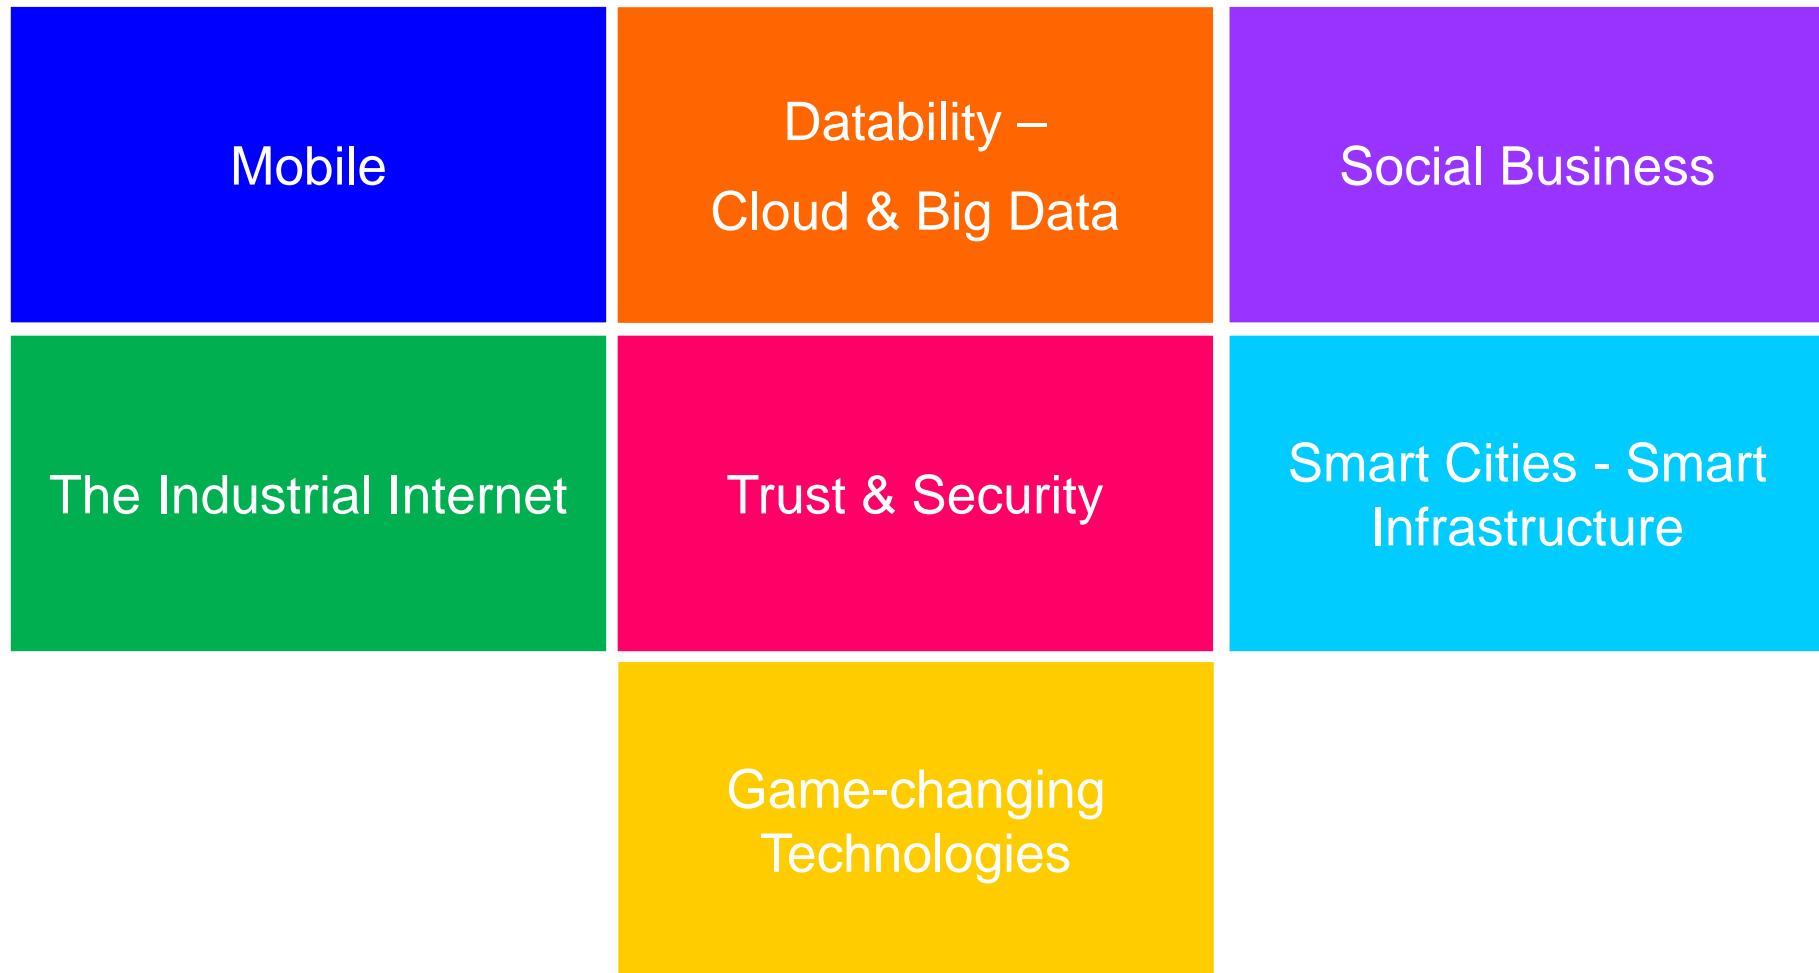 Mobile
Datability –
Cloud & Big Data
Social Business
The Industrial Internet
Trust & Security
Smart Cities - Smart
Infrastructure
Game-changing
Technologies